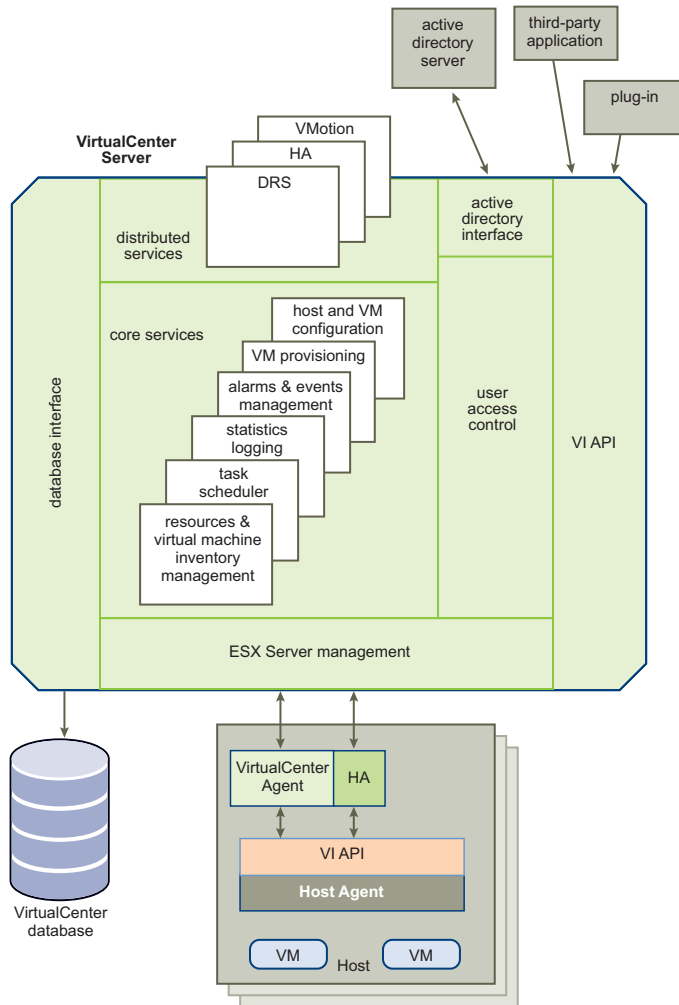 active
directory
server
third-party
application
plug-in
VirtualCenter
Server
VMotion
HA
DRS
distributed
services
active
directory
interface
core services
host and VM
configuration
VM provisioning
alarms & events
management
statistics
logging
task
scheduler
resources &
virtual machine
inventory
management
database interface
user
access
control
VI API
ESX Server management
VirtualCenter
Agent
HA
VI API
Host Agent
VM
Host
VM
VirtualCenter
database